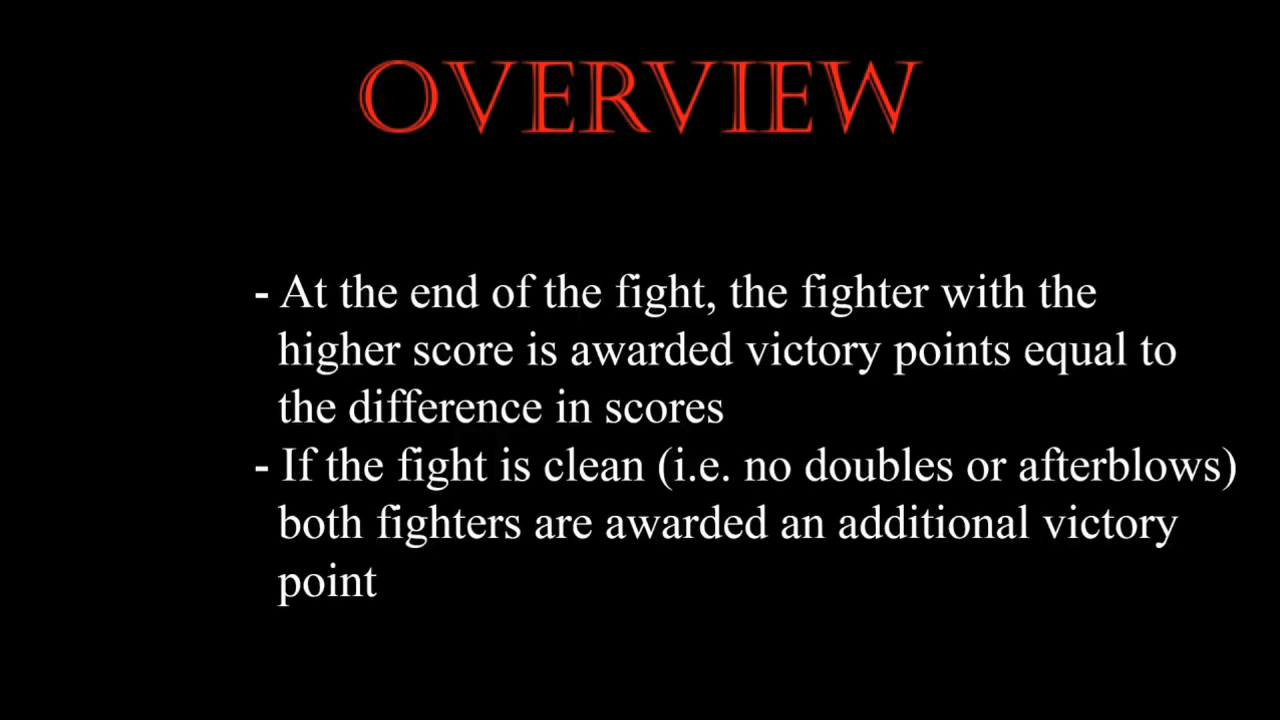 OVERVIEW
- At the end of the fight, the fighter with the
higher score is awarded victory points equal to
the difference in scores
- If the fight is clean (i.e. no doubles or afterblows)
both fighters are awarded an additional victory
point